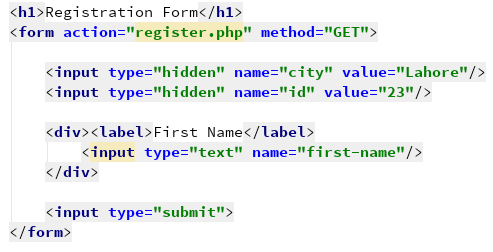 <h1>Registration Form</h1>
<form action="register.php" method="GET">
<input type="hidden" name="city" value="Lahore"/>
<input type="hidden" name="id" value="23"/>
<div><label>First Name</label>
<input type="text" name="first-name"/>
</div>
<input type="submit">
</form>